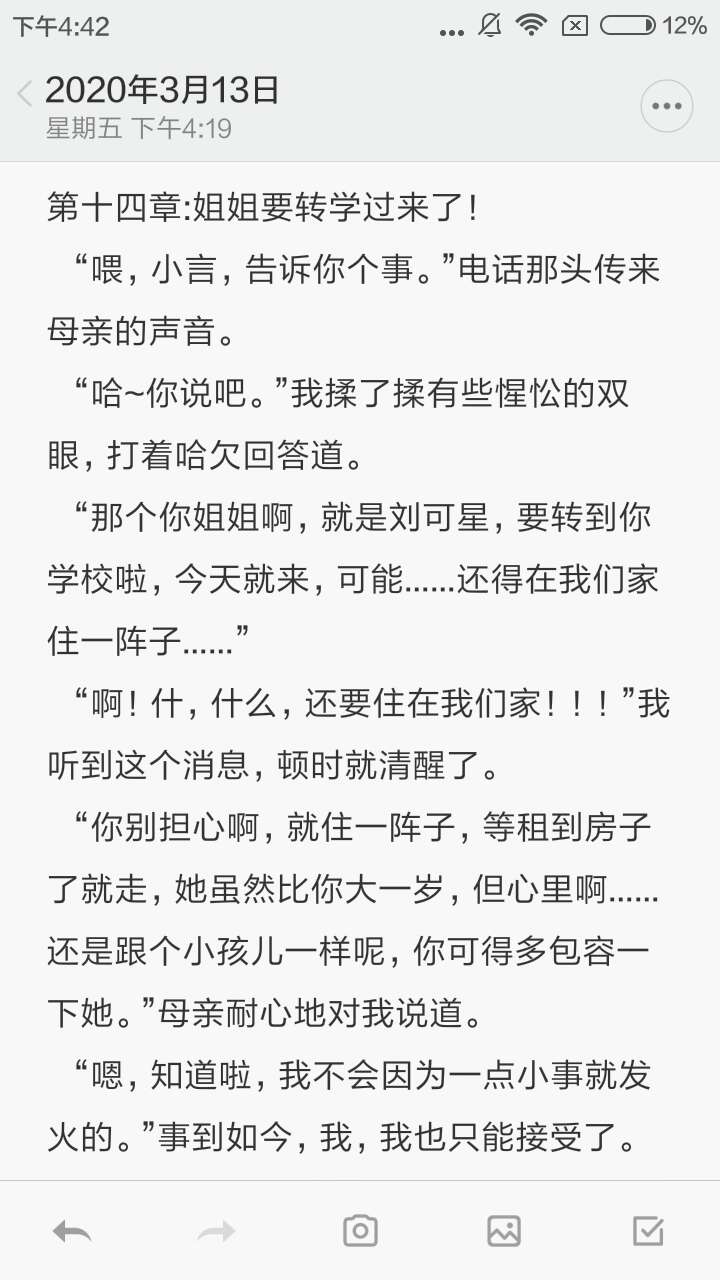 下午4:42
12%
2020年3月13日
星期五 下午4:19
第十四章:姐姐要转学过来了!
“喂, 小言, 告诉你个事。”电话那头传来
母亲的声音。
“哈~你说吧。”我揉了揉有些惺忪的双
眼, 打着哈欠回答道。
“那个你姐姐啊, 就是刘可星, 要转到你
学校啦, 今天就来, 可能......还得在我们家
住一阵子......”
“啊! 什, 什么, 还要住在我们家! ! ! ”我
听到这个消息, 顿时就清醒了。
“你别担心啊, 就住一阵子, 等租到房子
了就走, 她虽然比你大一岁, 但心里啊......
还是跟个小孩儿一样呢, 你可得多包容一
下她。”母亲耐心地对我说道。
“嗯, 知道啦, 我不会因为一点小事就发
火的。”事到如今, 我, 我也只能接受了。